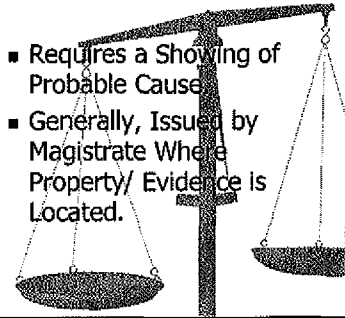 ▪ Requires a Showing of
Probable Cause.
▪ Generally, Issued by
Magistrate Where
Property/ Evidence is
Located.